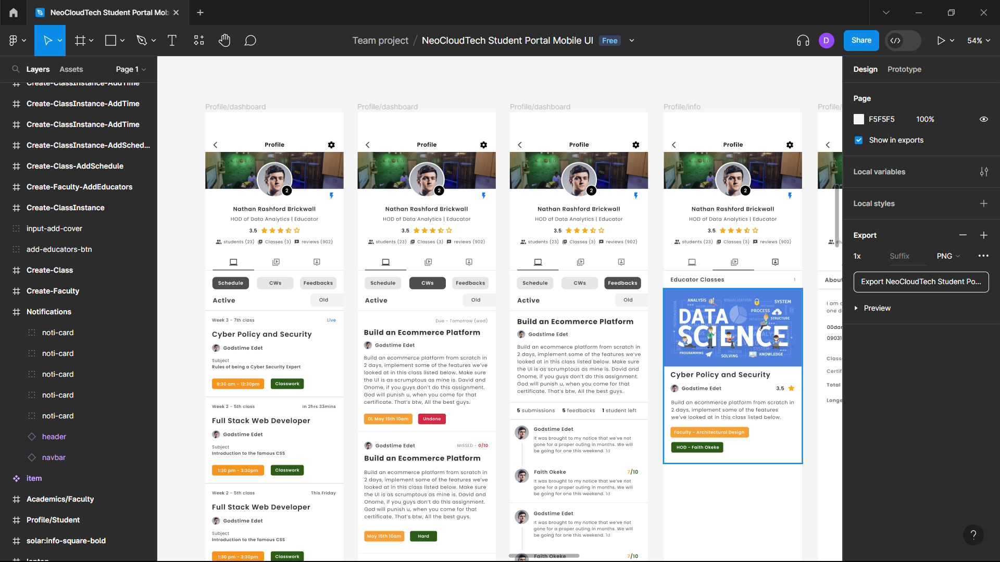 NeoCloudTech Student Portal Mob
Team project / NeoCloudTech Student Portal Mobile UI Free
D
Share
54%
Layers
Assets
Page 1
Create-ClassInstance-AddTime
Create-ClassInstance-AddTime
Create-ClassInstance-AddTime
Create-ClassInstance-AddSched...
Create-Class-AddSchedule
Create-Faculty-AddEducators
Create-ClassInstance
input-add-cover
add-educators-btn
Create-Class
Create-Faculty
Notifications
noti-card
noti-card
noti-card
noti-card
noti-card
header
navbar
item
Academics/Faculty
Profile/Student
solar:info-square-bold
Profile/dashboard
Profile
2
Nathan Rashford Brickwall
HOD of Data Analytics | Educator
3.5
students (23) Classes (3) reviews (902)
Schedule CWs Feedbacks
Active Old
Week 3 - 7th class Live
Cyber Policy and Security
Godstime Edet
Subject
Rules of being a Cyber Security Expert
9:30 am - 12:30pm Classwork
Week 2 - 5th class In 2hrs 33mins
Full Stack Web Developer
Godstime Edet
Subject
Introduction to the famous CSS
1:30 pm - 3:30pm Classwork
Week 2 - 5th class This Friday
Full Stack Web Developer
Godstime Edet
Subject
Introduction to the famous CSS
1:30 pm - 3:30pm Classwork
Profile/dashboard
Profile
2
Nathan Rashford Brickwall
HOD of Data Analytics | Educator
3.5
students (23) Classes (3) reviews (902)
Schedule CWs Feedbacks
Active Old
Due - Tomorrow (wed)
Build an Ecommerce Platform
Godstime Edet
Build an ecommerce platform from scratch in
2 days, implement some of the features we've
looked at in this class listed below. Make sure
the UI is as scrumptous as mine is. David and
Onome, if you guys don't do this assignment.
God will punish u, when you come for that
certificate. That's btw, All the best guys.
DL May 15th 10am Undone
Godstime Edet MISSED - 0/10
Build an Ecommerce Platform
Build an ecommerce platform from scratch in
2 days, implement some of the features we've
looked at in this class listed below. Make sure
the UI is as scrumptous as mine is. David and
Onome, if you guys don't do this assignment.
God will punish u, when you come for that
certificate. That's btw, All the best guys.
May 15th 10am Hard
Profile/dashboard
Profile
2
Nathan Rashford Brickwall
HOD of Data Analytics | Educator
3.5
students (23) Classes (3) reviews (902)
Schedule CWs Feedbacks
Active Old
Build an Ecommerce Platform
Godstime Edet
Build an ecommerce platform from scratch in
2 days, implement some of the features we've
looked at in this class listed below. Make sure
the UI is as scrumptous as mine is. David and
Onome, if you guys don't do this assignment.
God will punish u, when you come for that
certificate. That's btw, All the best guys.
5 submissions 5 feedbacks 1 student left
Godstime Edet
It was brought to my notice that we've not
gone for a proper outing in months. We will
be going for one this weekend. 1d
Faith Okeke 7/10
It was brought to my notice that we've not
gone for a proper outing in months. We will
be going for one this weekend. 1d
Godstime Edet
It was brought to my notice that we've not
gone for a proper outing in months. We will
be going for one this weekend. 1d
Faith Okeke 7/10
Profile/info
Profile
2
Nathan Rashford Brickwall
HOD of Data Analytics | Educator
3.5
students (23) Classes (3) reviews (902)
Educator Classes 1
ANALYSIS VISUALIZATION SYSTEM
KNOWLEDGE
INFORMATION
PROCESS
STRUCTURE
DATA
SCIENCE
PROGRAMMING
PROCESS
SOLVING
KNOWLEDGE
Cyber Policy and Security
Godstime Edet 3.5
Build an ecommerce platform from scratch in
2 days, implement some of the features
we've looked at in this class listed below.
Faculty - Architectural Design
HOD - Faith Okeke
Profile/
stu
About
I am
one d
00dar
09031
Class
Certif
Total
Longe
Design
Prototype
Page
F5F5F5 100%
Show in exports
Local variables
Local styles
Export
1x Suffix PNG
Export NeoCloudTech Student Po...
Preview
?